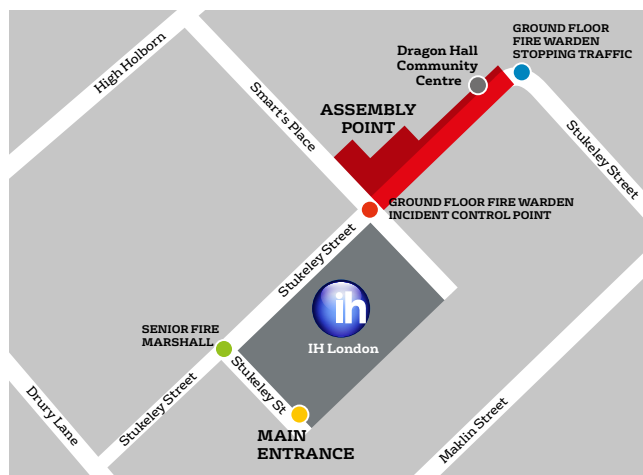 GROUND FLOOR
FIRE WARDEN
STOPPING TRAFFIC
Dragon Hall
Community
Centre
High Holborn
Smart's Place
ASSEMBLY
POINT
Stukeley Street
GROUND FLOOR FIRE WARDEN
INCIDENT CONTROL POINT
Stukeley Street
ih
IH London
SENIOR FIRE
MARSHALL
Stukeley St
Drury Lane
Stukeley Street
MAIN
ENTRANCE
Maklin Street